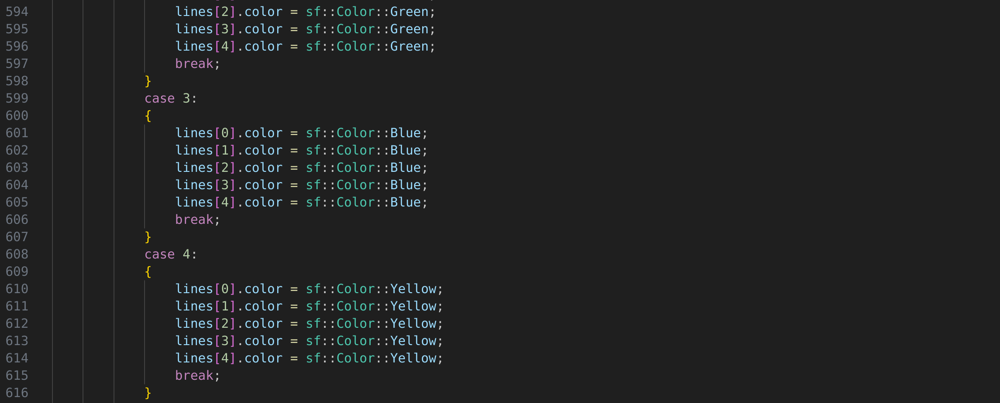 594 lines[2].color = sf::Color::Green;
595 lines[3].color = sf::Color::Green;
596 lines[4].color = sf::Color::Green;
597 break;
598 }
599 case 3:
600 {
601 lines[0].color = sf::Color::Blue;
602 lines[1].color = sf::Color::Blue;
603 lines[2].color = sf::Color::Blue;
604 lines[3].color = sf::Color::Blue;
605 lines[4].color = sf::Color::Blue;
606 break;
607 }
608 case 4:
609 {
610 lines[0].color = sf::Color::Yellow;
611 lines[1].color = sf::Color::Yellow;
612 lines[2].color = sf::Color::Yellow;
613 lines[3].color = sf::Color::Yellow;
614 lines[4].color = sf::Color::Yellow;
615 break;
616 }